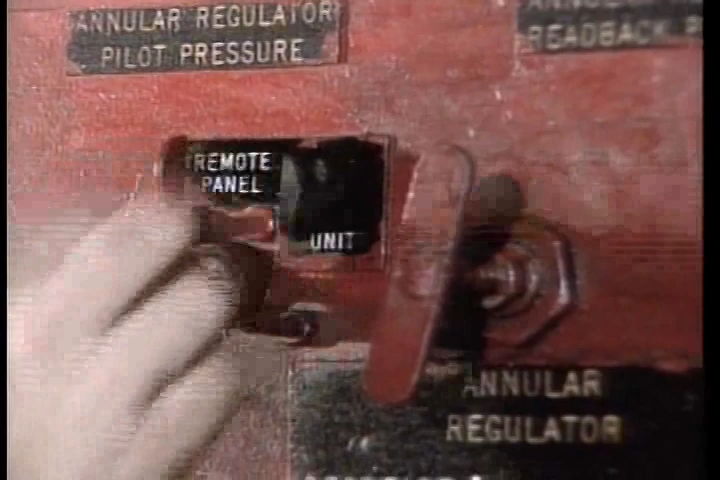 ANNULAR REGULATOR
PILOT PRESSURE
READBACK
REMOTE
PANEL
UNIT
ANNULAR
REGULATOR